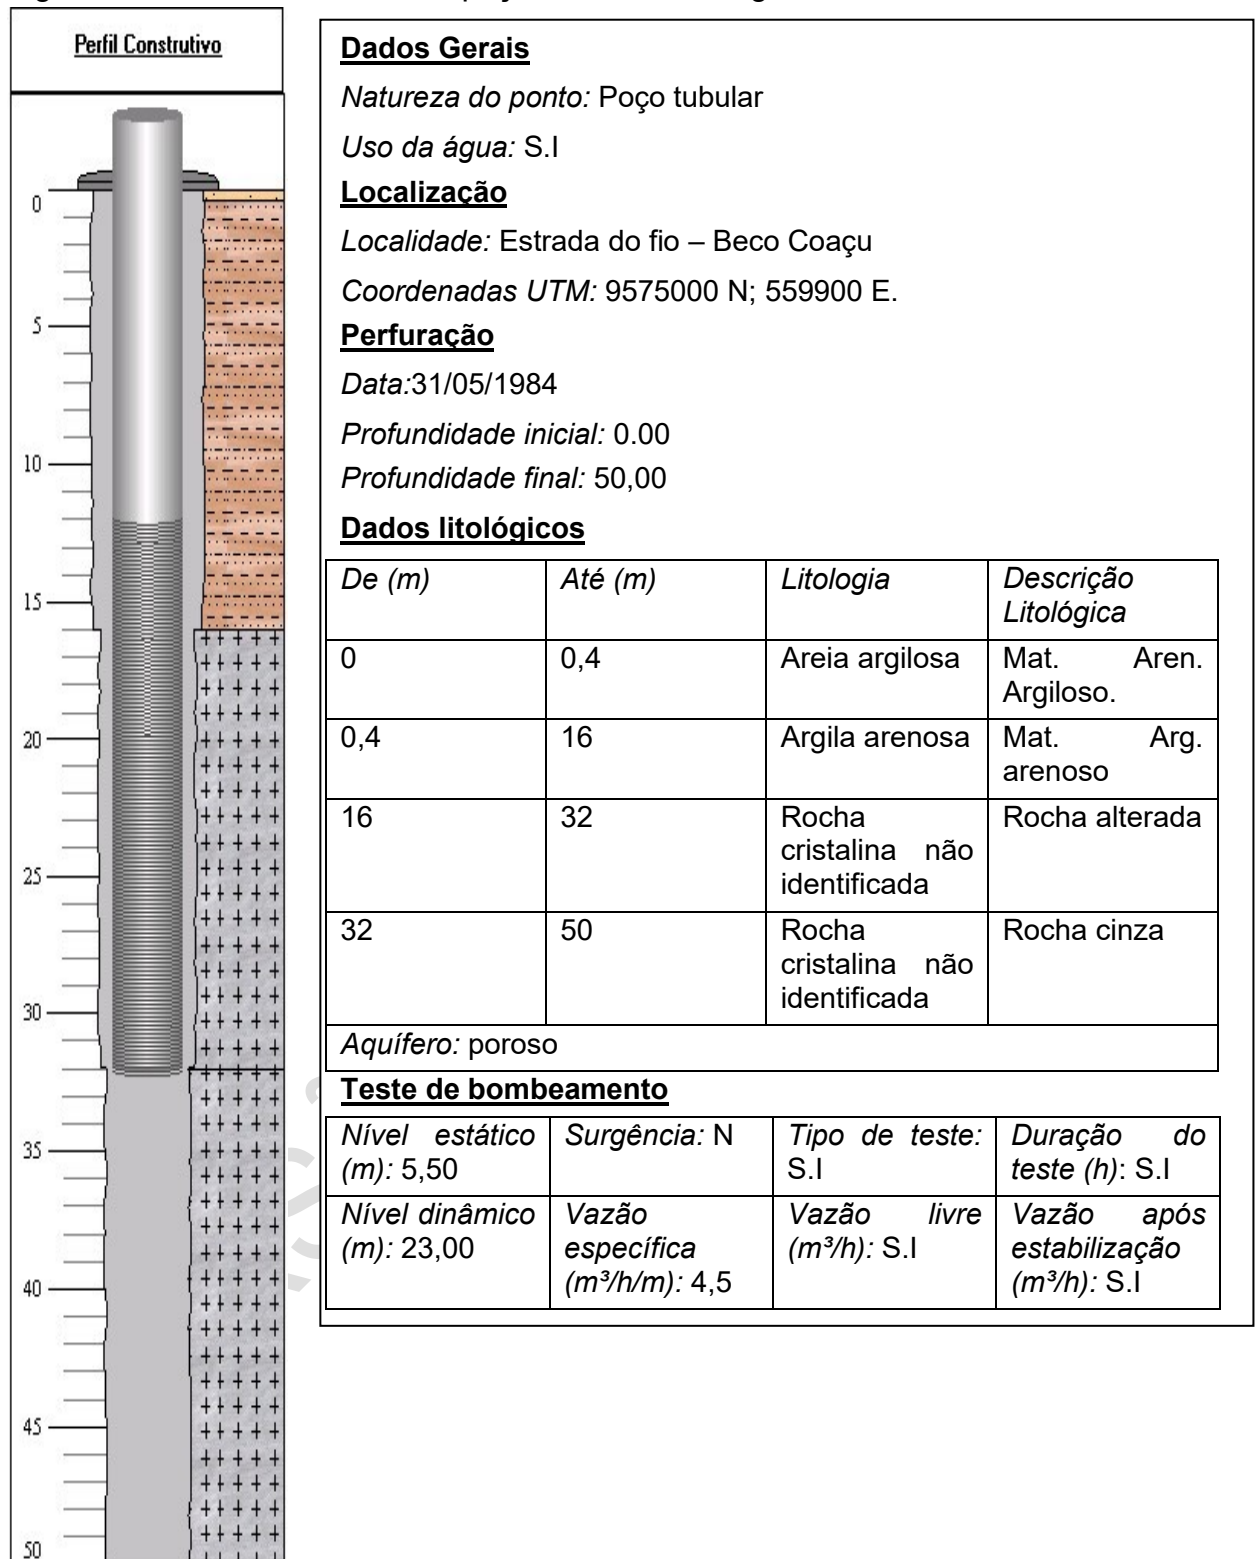 Perfil Construtivo
0
5
10
15
20
25
30
35
40
45
50
Dados Gerais
Natureza do ponto: Poço tubular
Uso da água: S.I
Localização
Localidade: Estrada do fio – Beco Coaçu
Coordenadas UTM: 9575000 N; 559900 E.
Perfuração
Data:31/05/1984
Profundidade inicial: 0.00
Profundidade final: 50,00
Dados litológicos
De (m) Até (m) Litologia Descrição
Litológica
0 0,4 Areia argilosa Mat. Aren.
Argiloso.
0,4 16 Argila arenosa Mat. Arg.
arenoso
16 32 Rocha Rocha alterada
cristalina não
identificada
32 50 Rocha Rocha cinza
cristalina não
identificada
Aquífero: poroso
Teste de bombeamento
Nível estático Surgência: N Tipo de teste: Duração do
(m): 5,50 S.I teste (h): S.I
Nível dinâmico Vazão Vazão livre Vazão após
(m): 23,00 específica (m³/h): S.I estabilização
(m³/h/m): 4,5 (m³/h): S.I